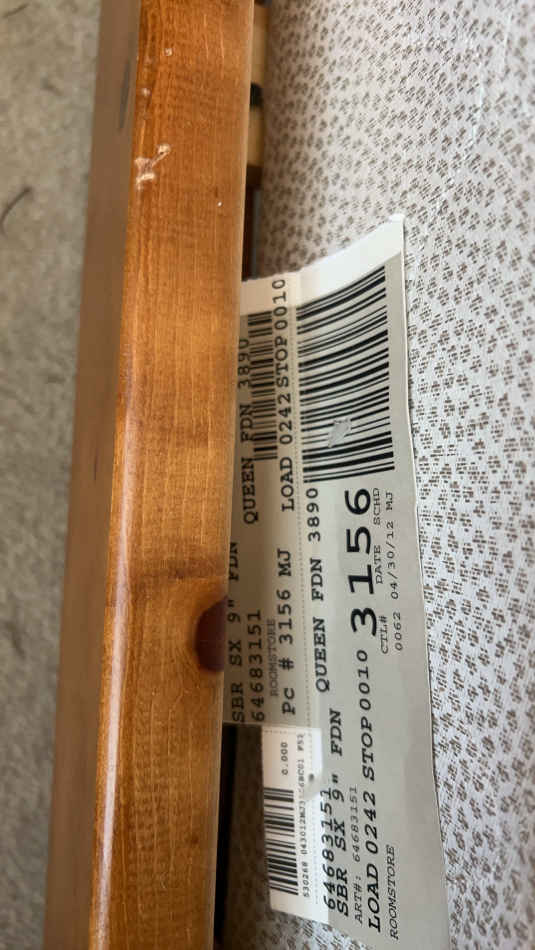 SBR SX 9" FDN QUEEN FDN 3890
64683151
ROOMSTORE
Pc # 3156 MJ LOAD 0242 STOP 0010
0.000
64683151 QUEEN FDN 3890
SBR SX 9" FDN
ART#: 64683151
3156
LOAD 0242 STOP 0010
CTL# DATE SCHD
ROOMSTORE
0062 04/30/12 MJ